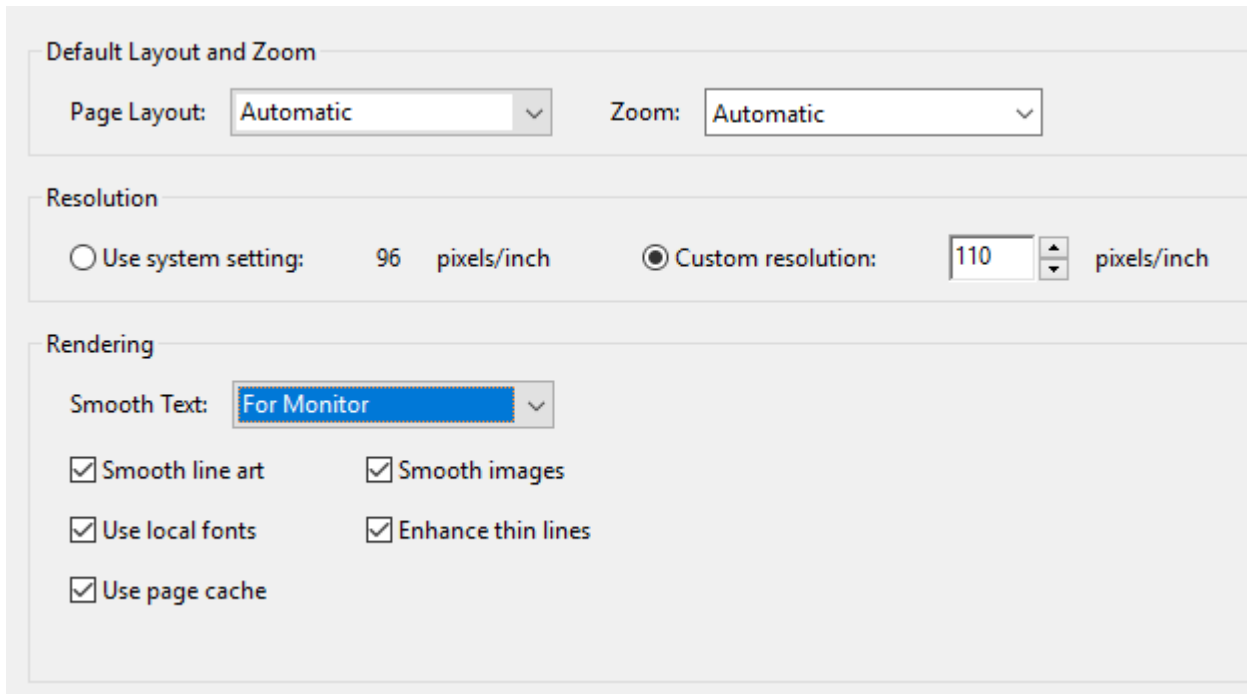 Default Layout and Zoom
Page Layout: Automatic Zoom: Automatic
Resolution
Use system setting: 96 pixels/inch Custom resolution: 110 pixels/inch
Rendering
Smooth Text: For Monitor
Smooth line art Smooth images
Use local fonts Enhance thin lines
Use page cache